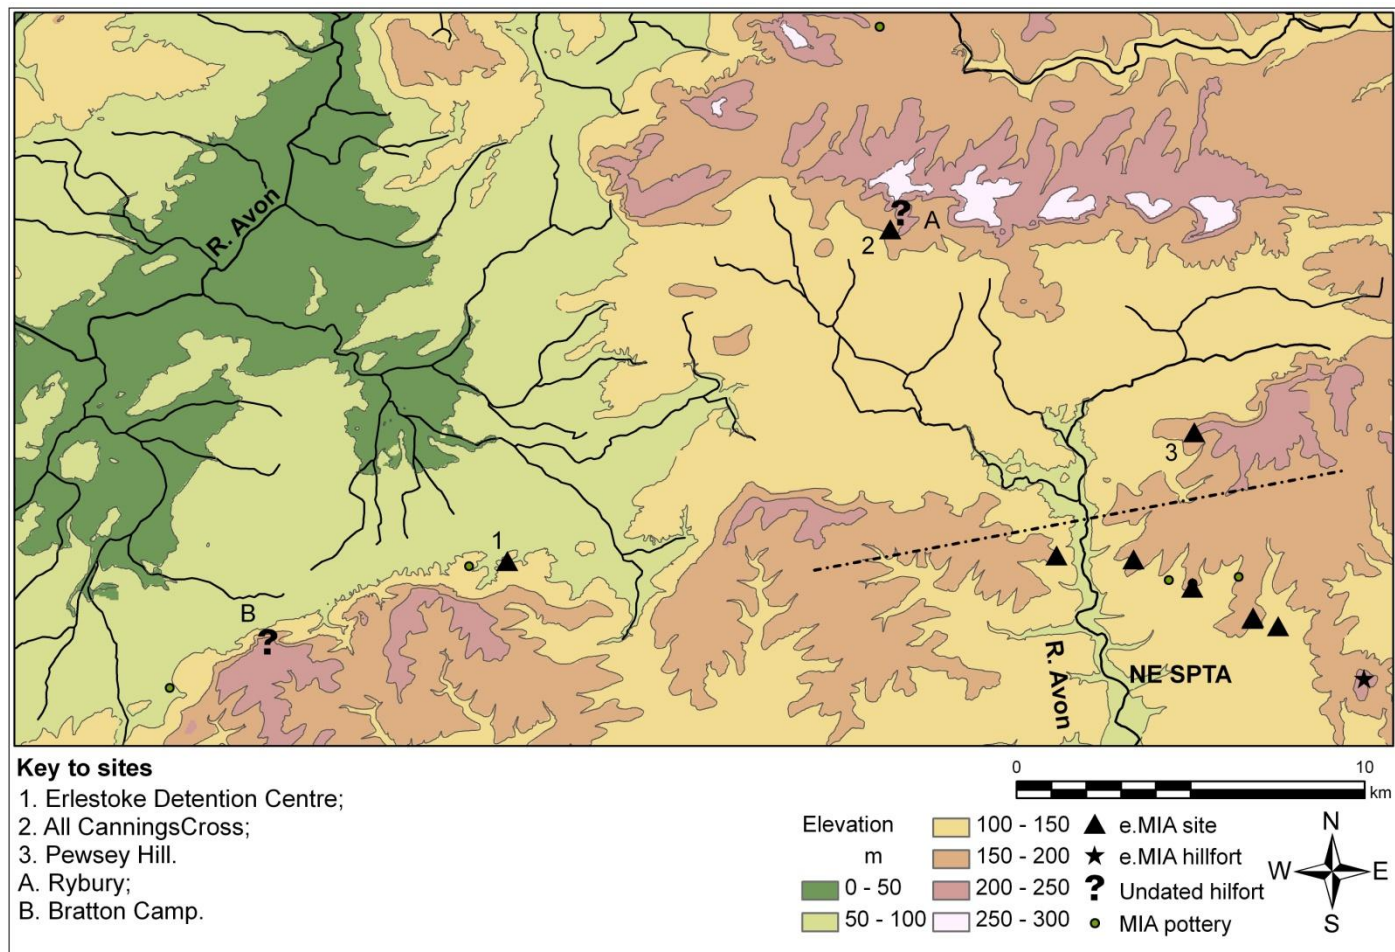 R. Avon
?
A
2
3
1
B
?
R. Avon
NE SPTA
Key to sites
1. Erlestoke Detention Centre;
2. All CanningsCross;
3. Pewsey Hill.
A. Rybury;
B. Bratton Camp.
0 10
km
Elevation
m
0 - 50
50 - 100
100 - 150
150 - 200
200 - 250
250 - 300
e.MIA site
e.MIA hillfort
? Undated hilfort
MIA pottery
N
W E
S